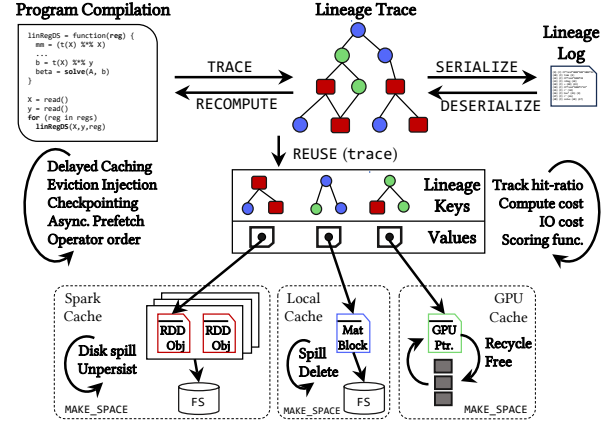 Program Compilation
Lineage Trace
Lineage
Log
linRegDS = function(reg) {
mm = (t(X) %*% X)
...
b = t(X) %*% y
beta = solve(A, b)
}
X = read()
y = read()
for (reg in regs)
linRegDS(X,y,reg)
TRACE
RECOMPUTE
SERIALIZE
DESERIALIZE
REUSE (trace)
Delayed Caching
Eviction Injection
Checkpointing
Async. Prefetch
Operator order
Lineage
Keys
Values
Track hit-ratio
Compute cost
IO cost
Scoring func.
Spark
Cache
RDD
Obj
RDD
Obj
Disk spill
Unpersist
FS
MAKE_SPACE
Local
Cache
Mat
Block
Spill
Delete
FS
MAKE_SPACE
GPU
Cache
GPU
Ptr.
Recycle
Free
MAKE_SPACE